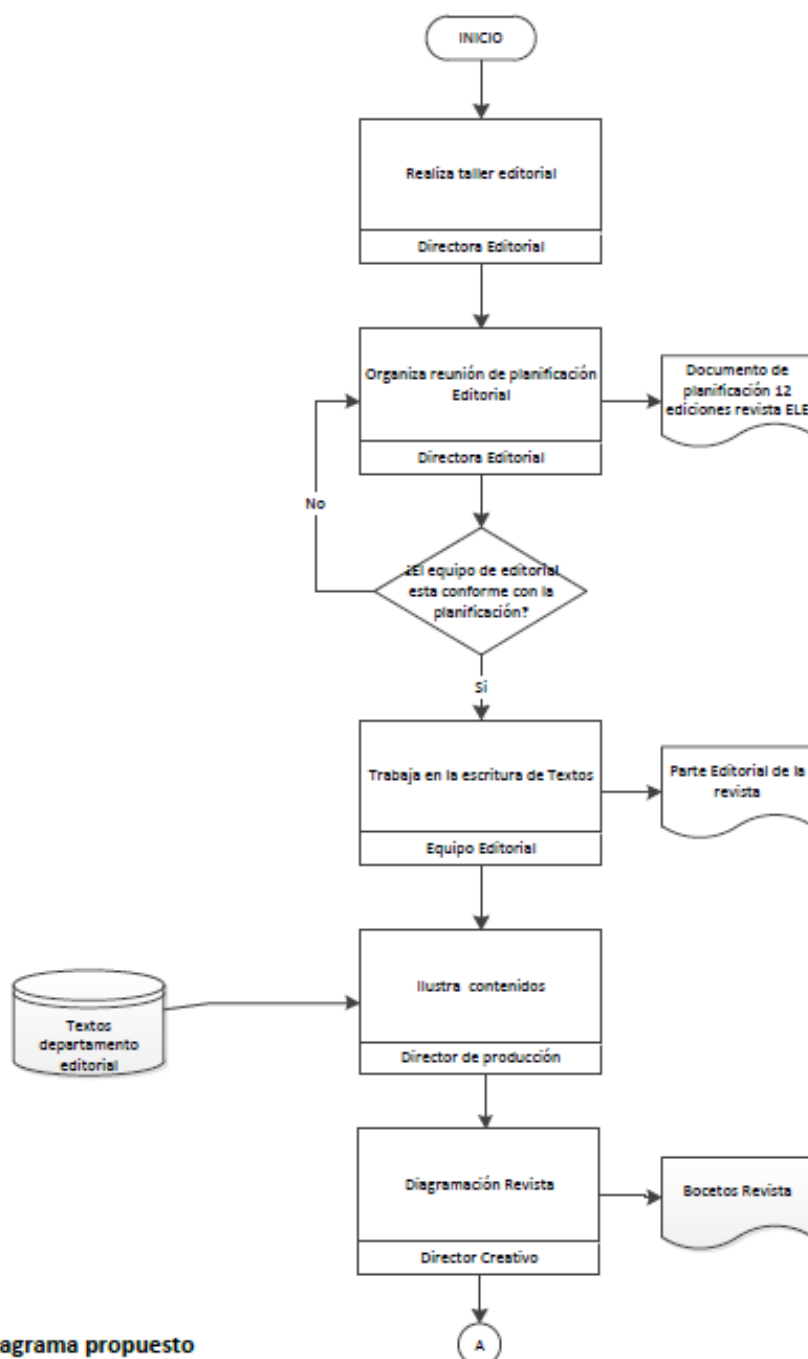 INICIO
Realiza taller editorial
Directora Editorial
Organiza reunión de planificación
Editorial
Directora Editorial
Documento de
planificación 12
ediciones revista ELE
No
¿El equipo de editorial
esta conforme con la
planificación?
Si
Trabaja en la escritura de Textos
Equipo Editorial
Parte Editorial de la
revista
Ilustra contenidos
Director de producción
Textos
departamento
editorial
Diagramación Revista
Director Creativo
Bocetos Revista
A
agrama propuesto